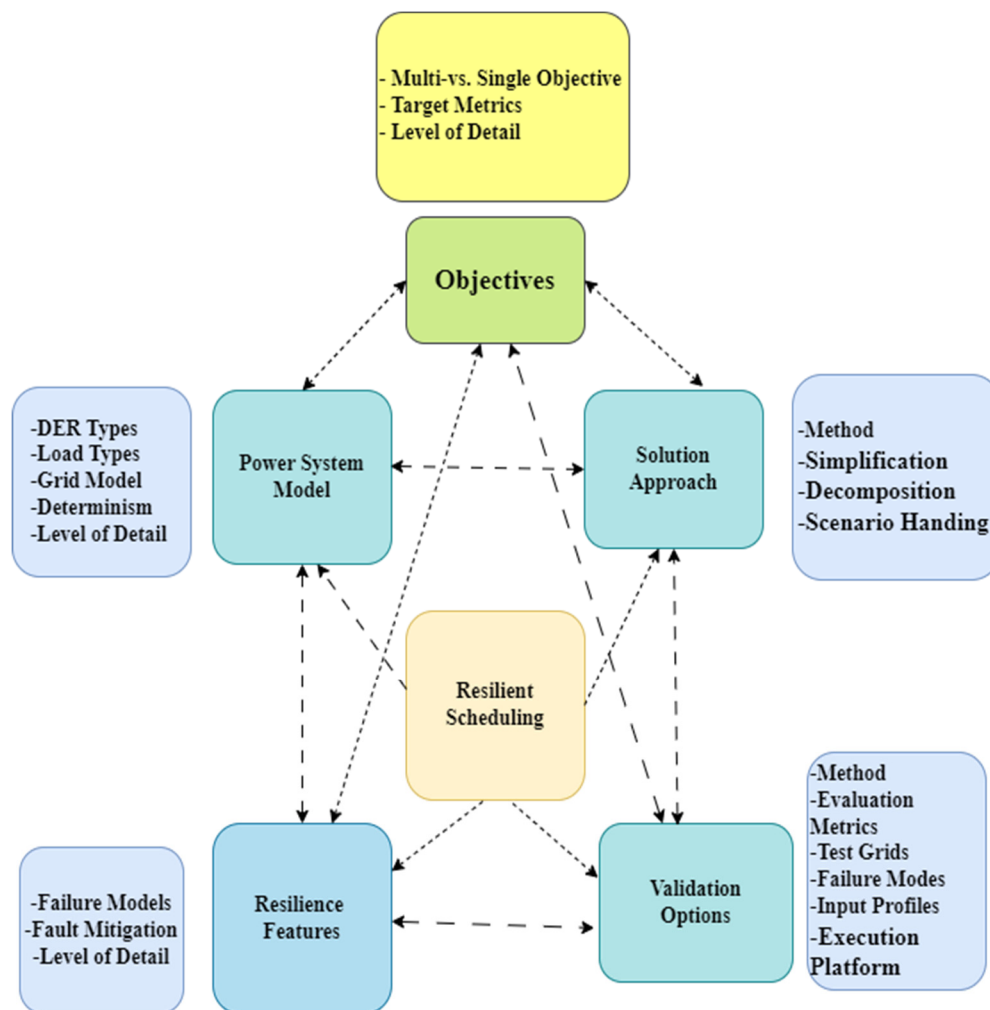 - Multi-vs. Single Objective
- Target Metrics
- Level of Detail
Objectives
-DER Types
-Load Types
-Grid Model
-Determinism
-Level of Detail
Power System
Model
Solution
Approach
-Method
-Simplification
-Decomposition
-Scenario Handing
Resilient
Scheduling
-Failure Models
-Fault Mitigation
-Level of Detail
Resilience
Features
Validation
Options
-Method
-Evaluation
Metrics
-Test Grids
-Failure Modes
-Input Profiles
-Execution
Platform